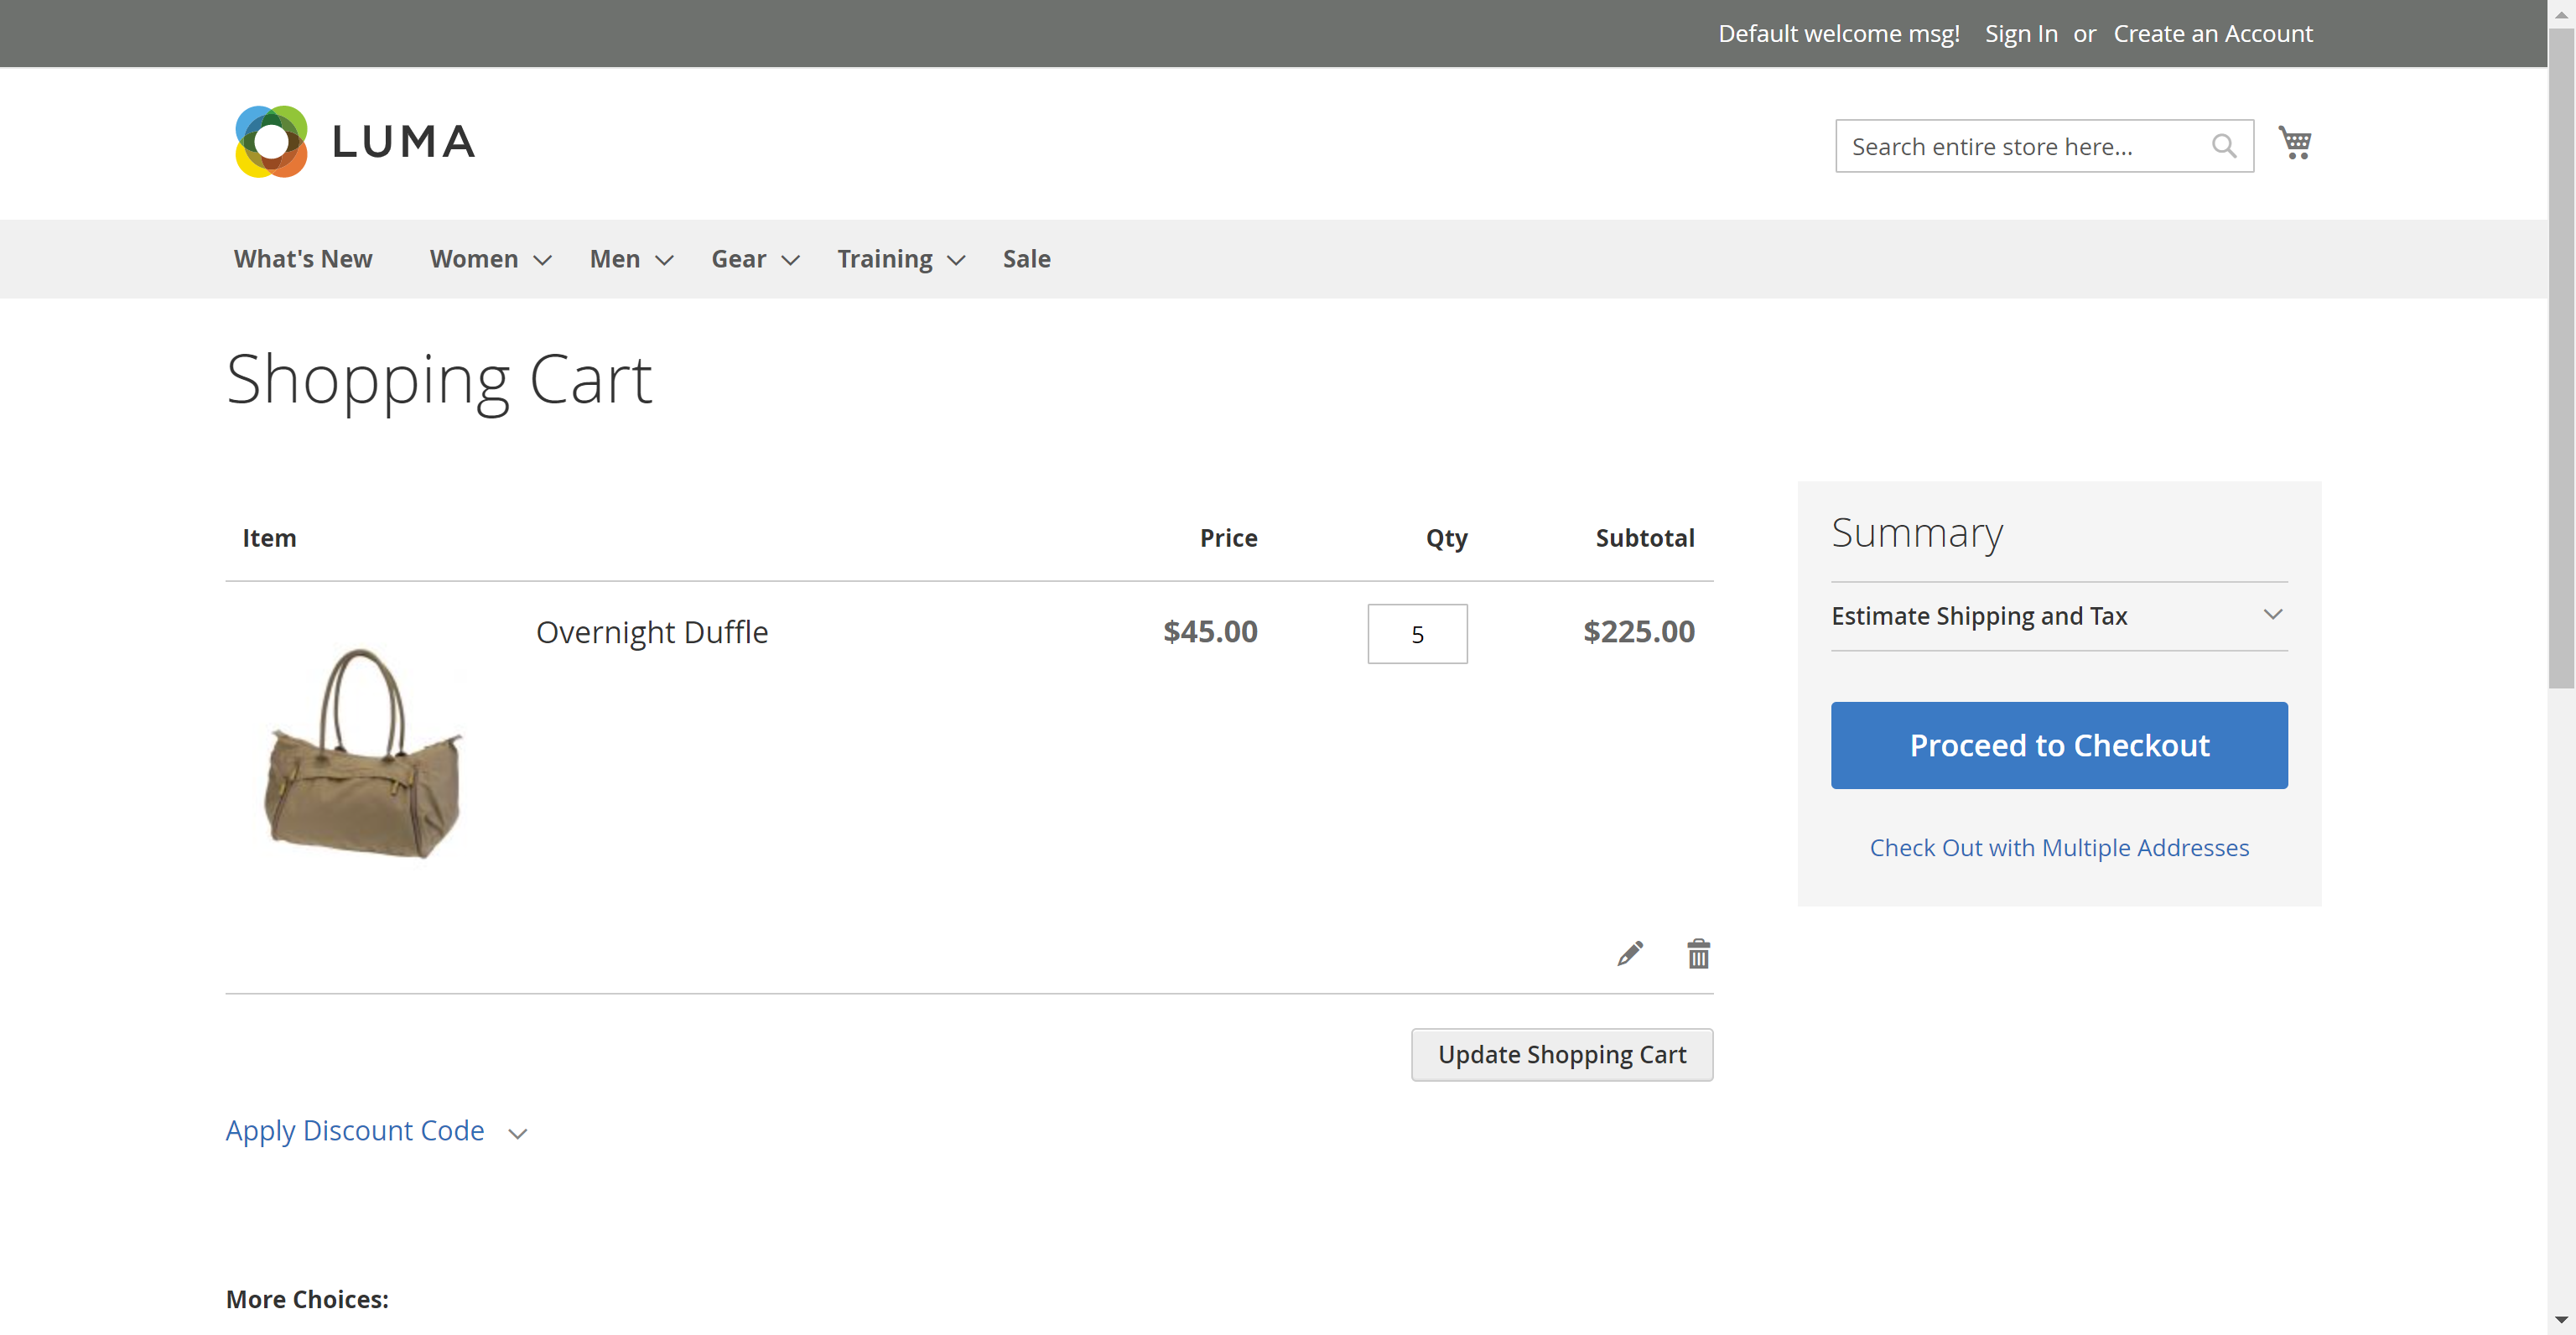 Default welcome msg! Sign In or Create an Account
LUMA
Search entire store here...
What's New Women Men Gear Training Sale
Shopping Cart
Item Price Qty Subtotal
Overnight Duffle $45.00 5 $225.00
Update Shopping Cart
Apply Discount Code
More Choices:
Summary
Estimate Shipping and Tax
Proceed to Checkout
Check Out with Multiple Addresses